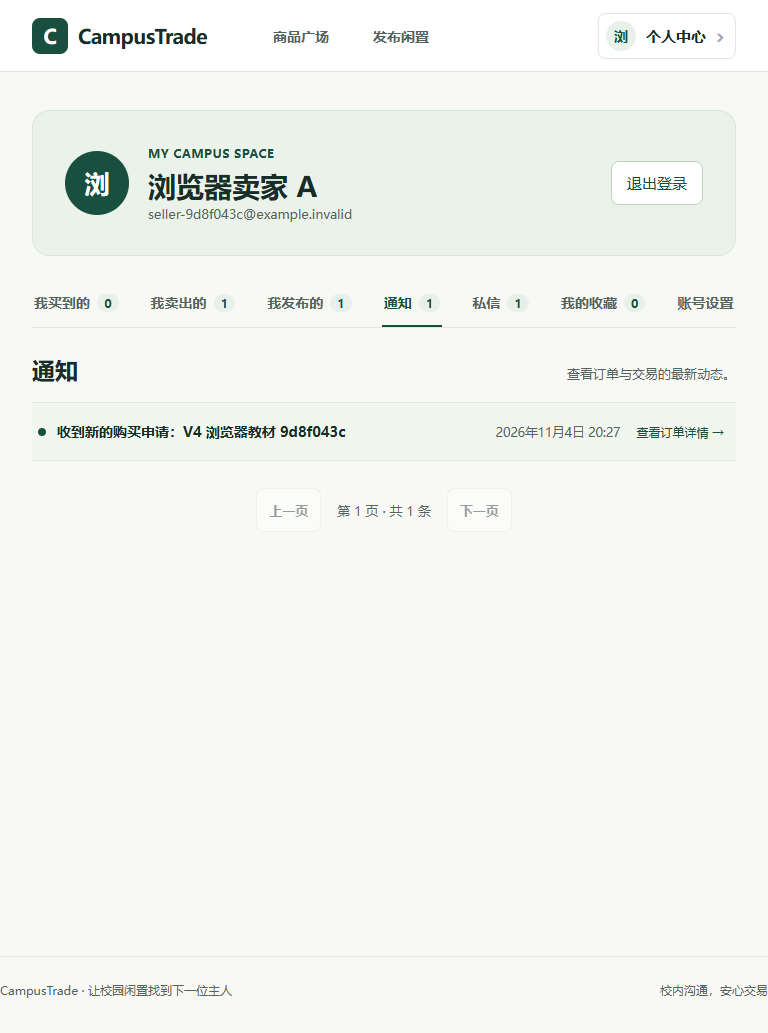 C CampusTrade 商品广场 发布闲置 浏 个人中心 ›
浏
MY CAMPUS SPACE
浏览器卖家 A
seller-9d8f043c@example.invalid
退出登录
我买到的 0 我卖出的 1 我发布的 1 通知 1 私信 1 我的收藏 0 账号设置
通知
查看订单与交易的最新动态。
收到新的购买申请：V4 浏览器教材 9d8f043c 2026年11月4日 20:27 查看订单详情 →
上一页 第 1 页 · 共 1 条 下一页
CampusTrade · 让校园闲置找到下一位主人 校内沟通，安心交易